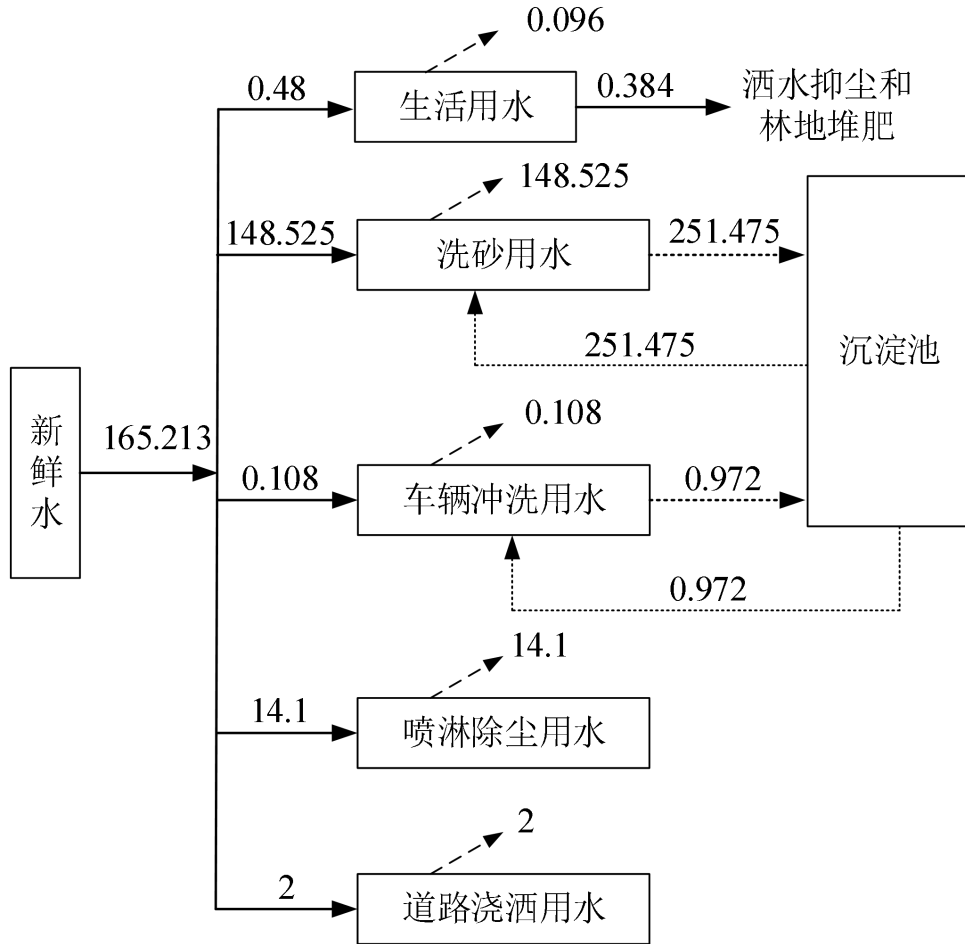 0.096
0.48
生活用水
0.384
洒水抑尘和
林地堆肥
148.525
148.525
洗砂用水
251.475
251.475
沉淀池
新鲜水
165.213
0.108
0.108
车辆冲洗用水
0.972
0.972
14.1
14.1
喷淋除尘用水
2
2
道路浇洒用水